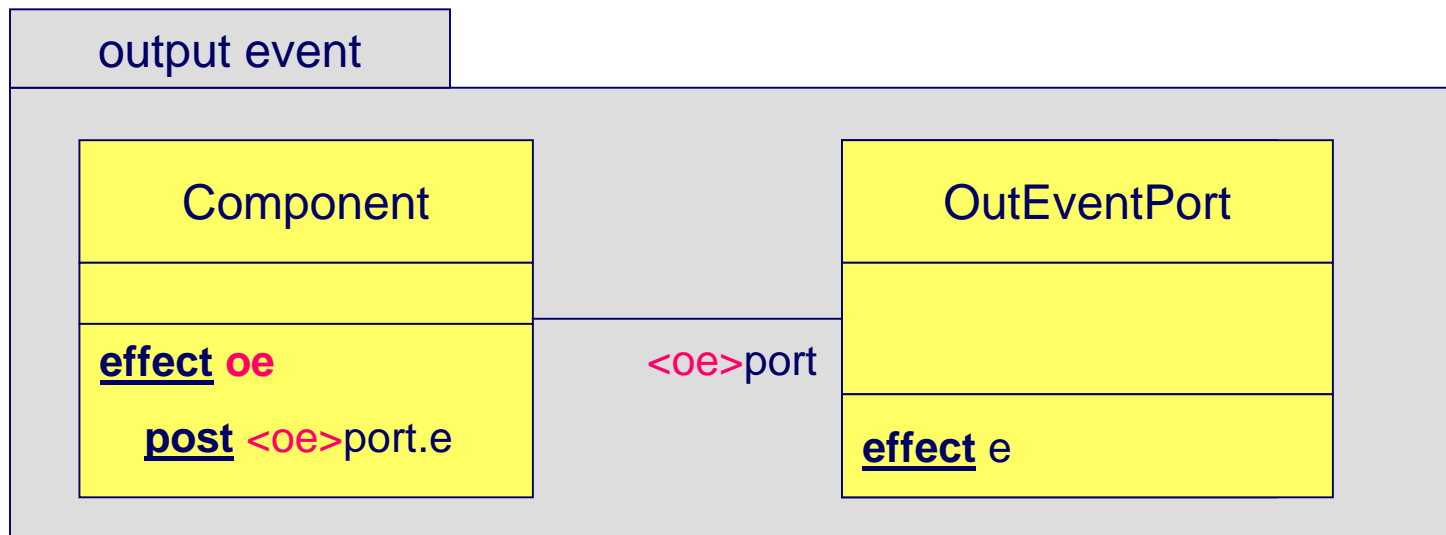 output event
Component
effect oe
post <oe>port.e
<oe>port
OutEventPort
effect e